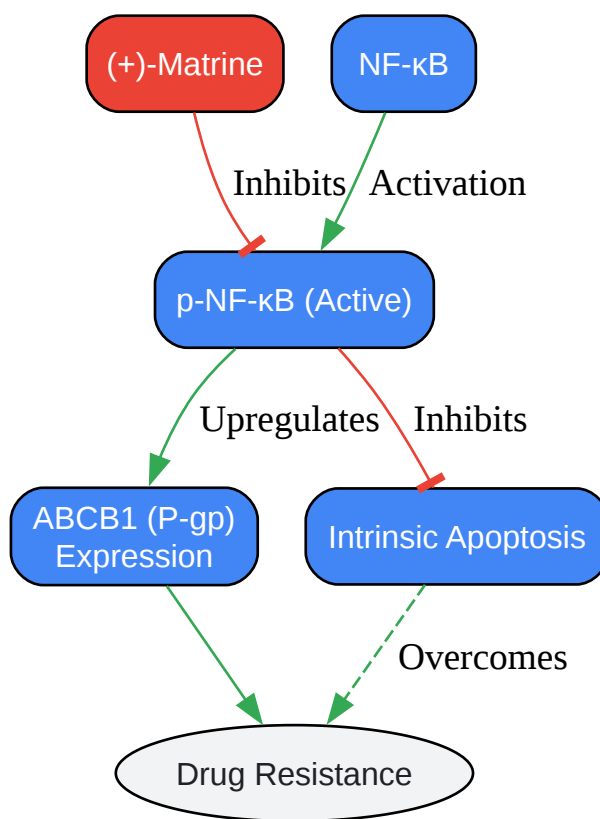 (+)-Matrine
NF-κB
Inhibits
Activation
p-NF-κB (Active)
Upregulates
Inhibits
ABCB1 (P-gp)
Expression
Intrinsic Apoptosis
Overcomes
Drug Resistance